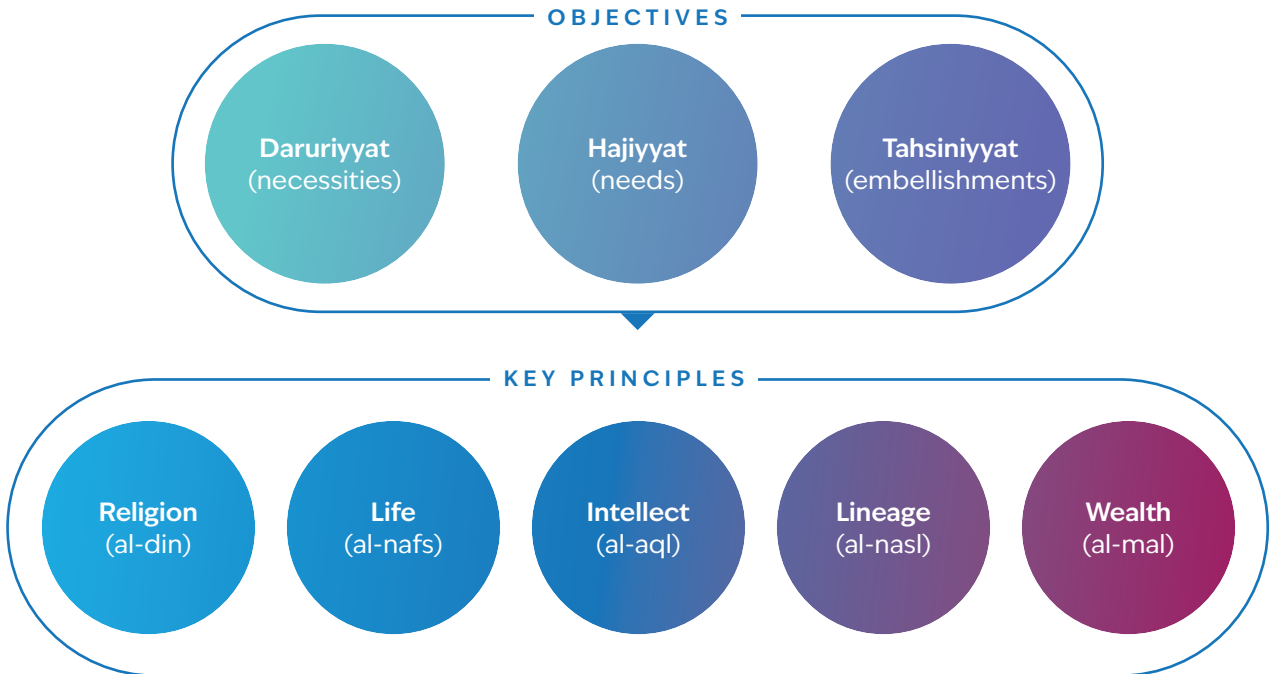 OBJECTIVES
Daruriyyat
(necessities)
Hajiyyat
(needs)
Tahsiniyyat
(embellishments)
KEY PRINCIPLES
Religion
(al-din)
Life
(al-nafs)
Intellect
(al-aql)
Lineage
(al-nasl)
Wealth
(al-mal)